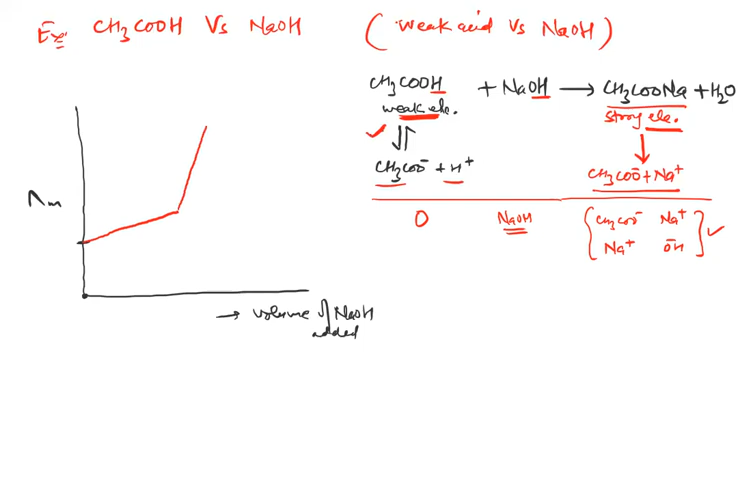 Ex: CH3COOH Vs NaOH (weak acid vs NaOH)
CH3COOH + NaOH → CH3COONa + H2O
weak ele. strong ele.
⇌ ↓
CH3COO⁻ + H⁺ CH3COO⁻ + Na⁺
0 NaOH { CH3COO⁻ Na⁺
Na⁺ OH⁻ } ✓
Λm
→ volume of NaOH
added